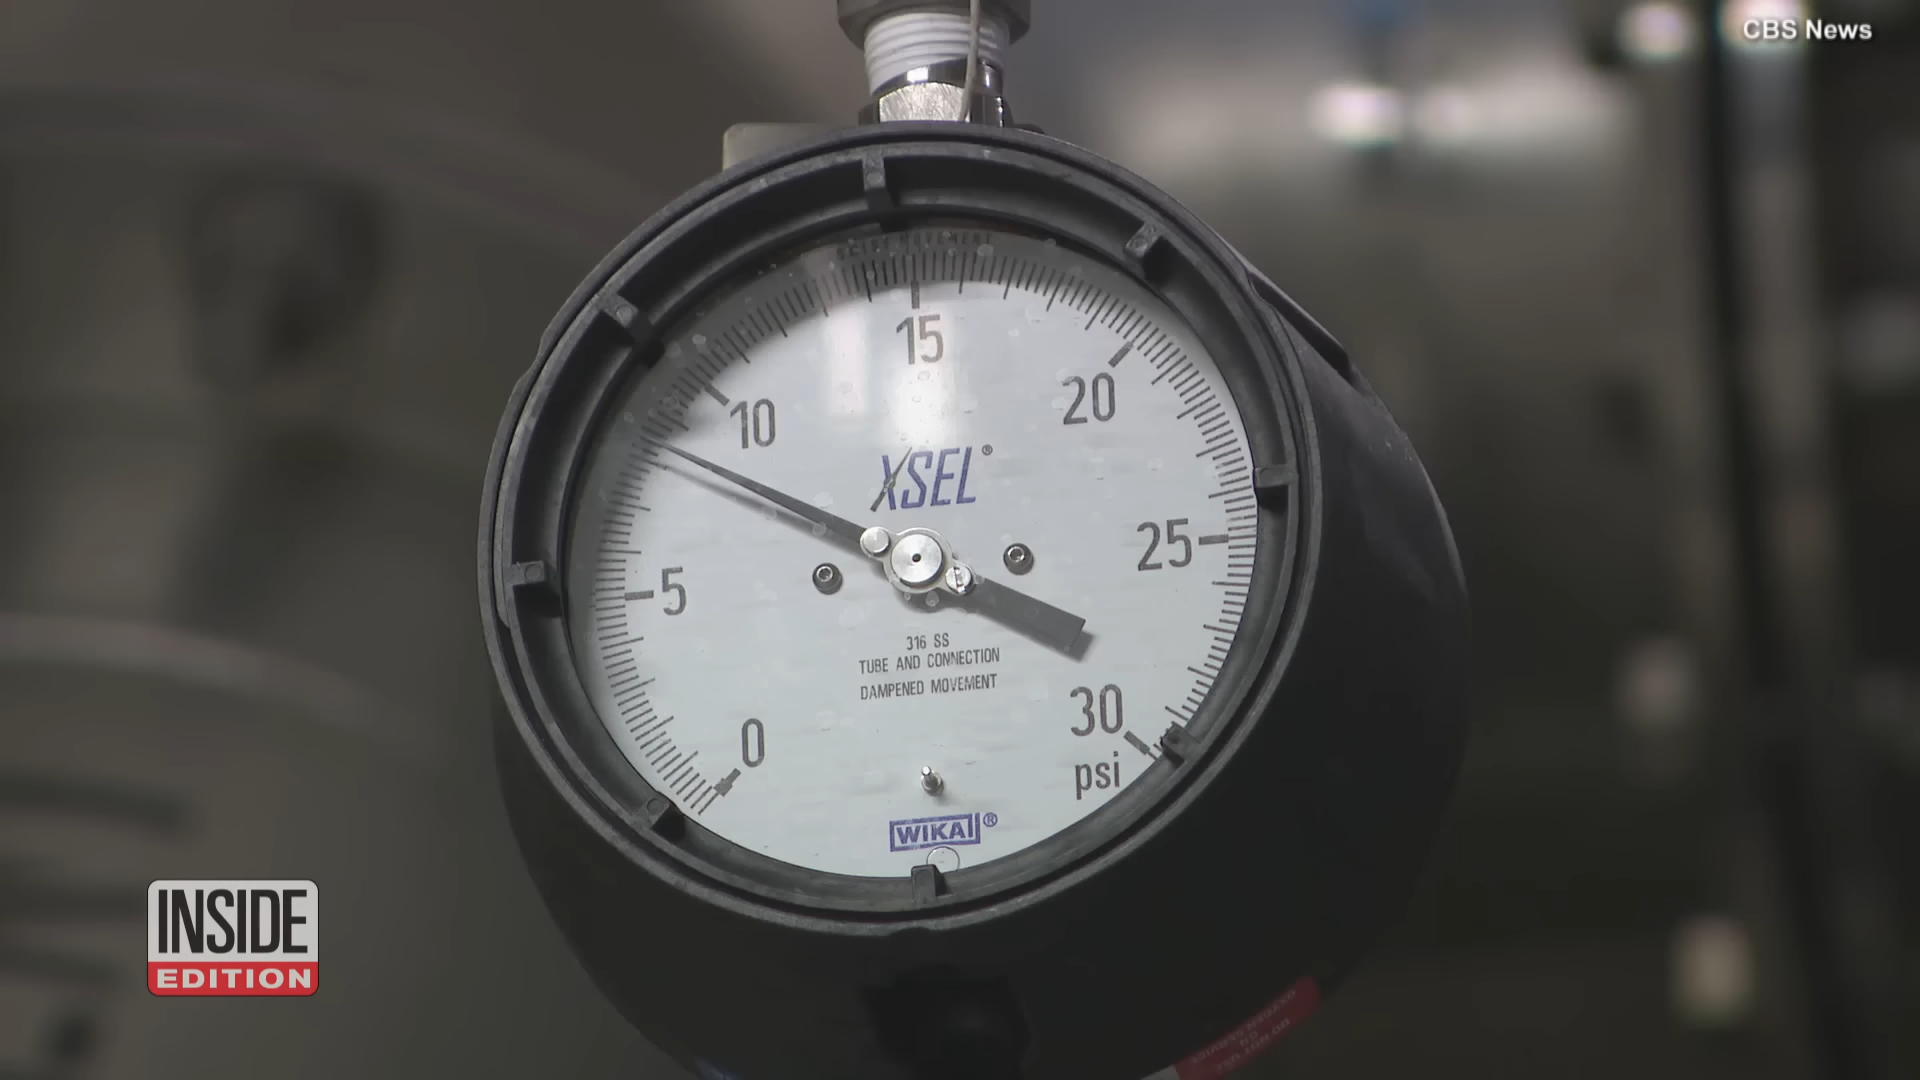 CBS News
15
10
20
XSEL®
25
5
316 SS
TUBE AND CONNECTION
DAMPENED MOVEMENT
30
0
psi
WIKA®
INSIDE
EDITION